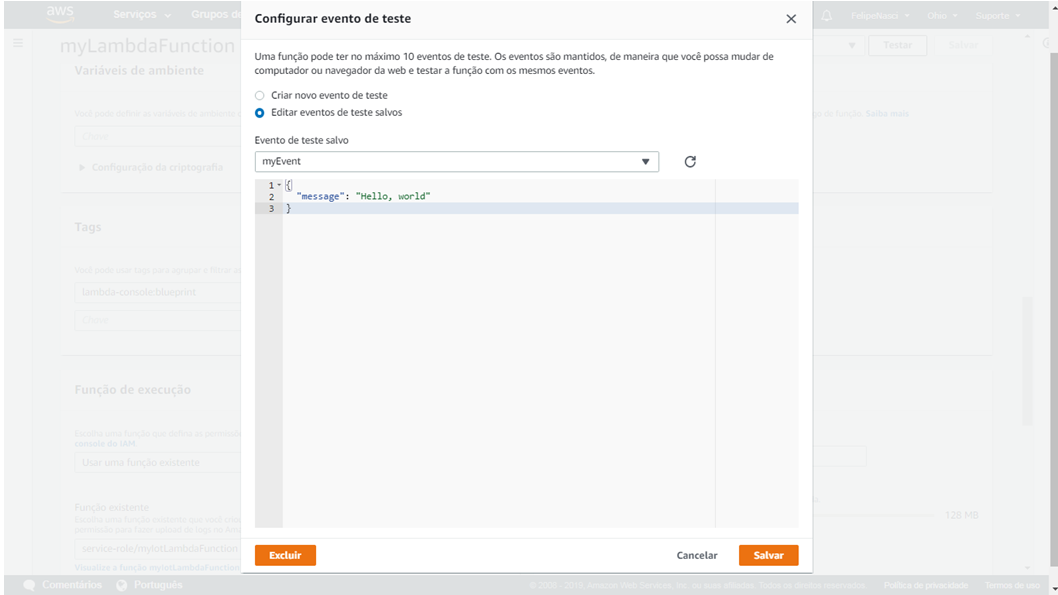 aws
Serviços
Grupos de
FelipeNasci
Ohio
Suporte
myLambdaFunction
Testar
Salvar
Configurar evento de teste
Uma função pode ter no máximo 10 eventos de teste. Os eventos são mantidos, de maneira que você possa mudar de
computador ou navegador da web e testar a função com os mesmos eventos.
Criar novo evento de teste
Editar eventos de teste salvos
Evento de teste salvo
myEvent
1 {
2 "message": "Hello, world"
3 }
Excluir
Cancelar
Salvar
Variáveis de ambiente
Você pode definir as variáveis de ambiente
go de função. Saiba mais.
Chave
Configuração da criptografia
Tags
Você pode usar tags para agrupar e filtrar
lambda-console:blueprint
Chave
Função de execução
Escolha uma função que define as
console do IAM
Usar uma função existente
Função existente
Escolha uma função existente que você
permissão para fazer upload de logs no
service-role/myIotLambdaFunction
Visualize a função myIotLambdaFunction
128 MB
Comentários
Português
© 2008 - 2019, Amazon Web Services, Inc. ou suas afiliadas. Todos os direitos reservados.
Política de privacidade
Termos de uso